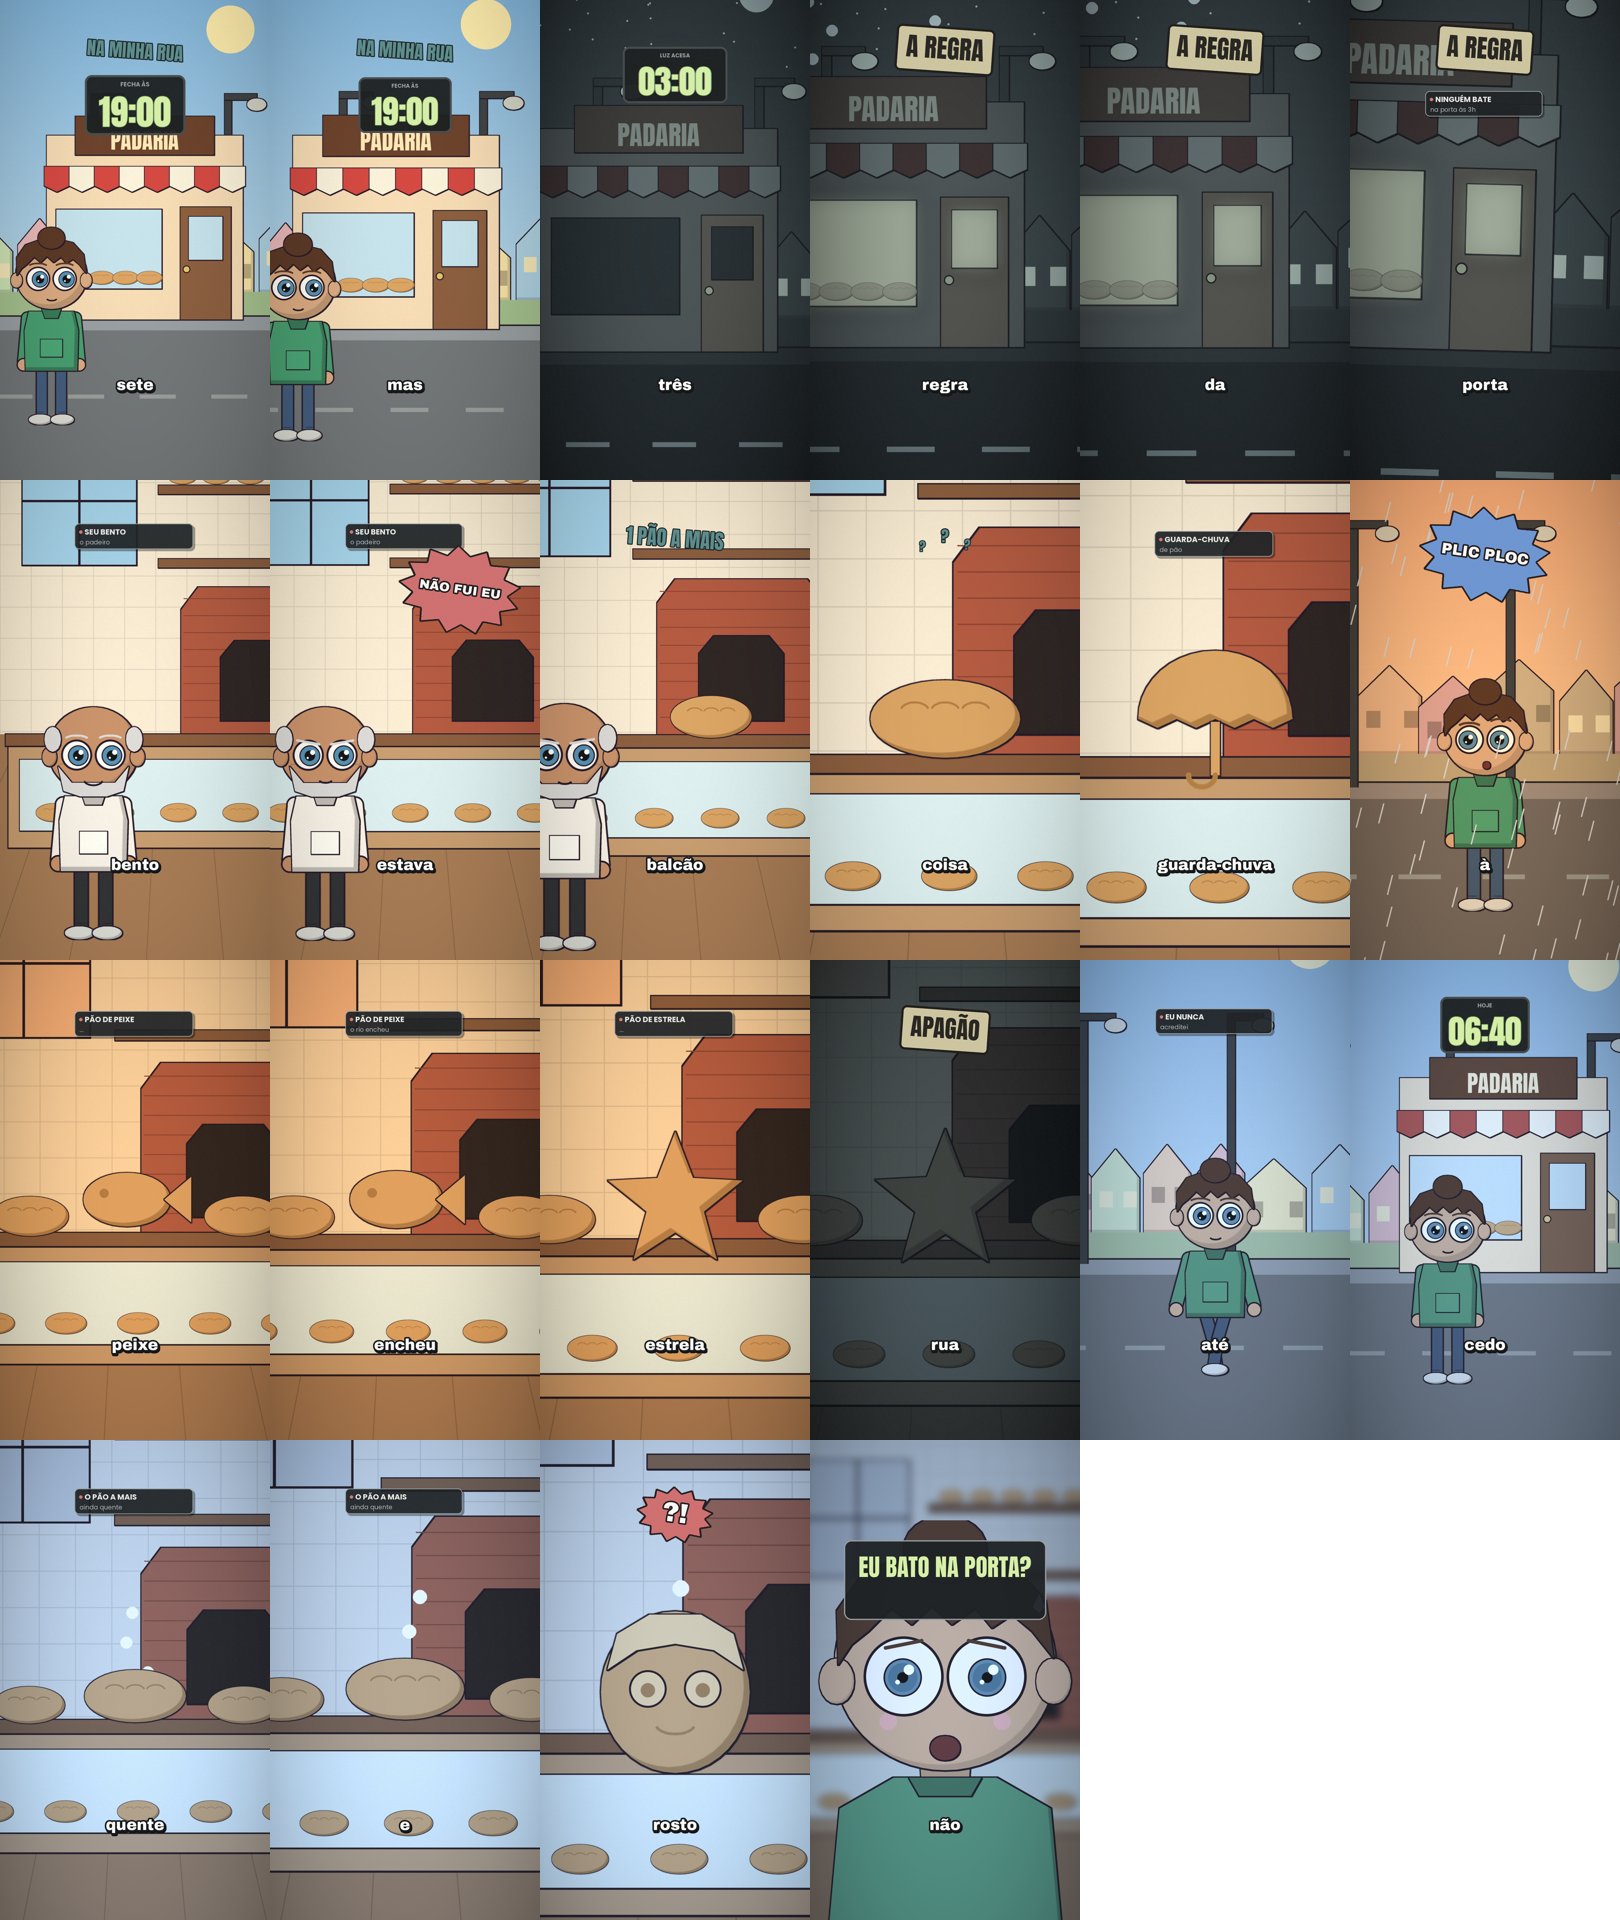 NA MINHA RUA
FECHA ÀS
19:00
PADARIA
sete
NA MINHA RUA
FECHA ÀS
19:00
PADARIA
mas
LUZ ACESA
03:00
PADARIA
três
A REGRA
PADARIA
regra
A REGRA
PADARIA
da
A REGRA
PADARIA
NINGUÉM BATE
na porta às 3h
porta
SEU BENTO
o padeiro
bento
SEU BENTO
o padeiro
NÃO FUI EU
estava
1 PÃO A MAIS
balcão
? ? ?
coisa
GUARDA-CHUVA
de pão
guarda-chuva
PLIC PLOC
à
PÃO DE PEIXE
peixe
PÃO DE PEIXE
o rio encheu
encheu
PÃO DE ESTRELA
estrela
APAGÃO
rua
EU NUNCA
acreditei
até
HOJE
06:40
PADARIA
cedo
O PÃO A MAIS
ainda quente
quente
O PÃO A MAIS
ainda quente
e
?!
rosto
EU BATO NA PORTA?
não